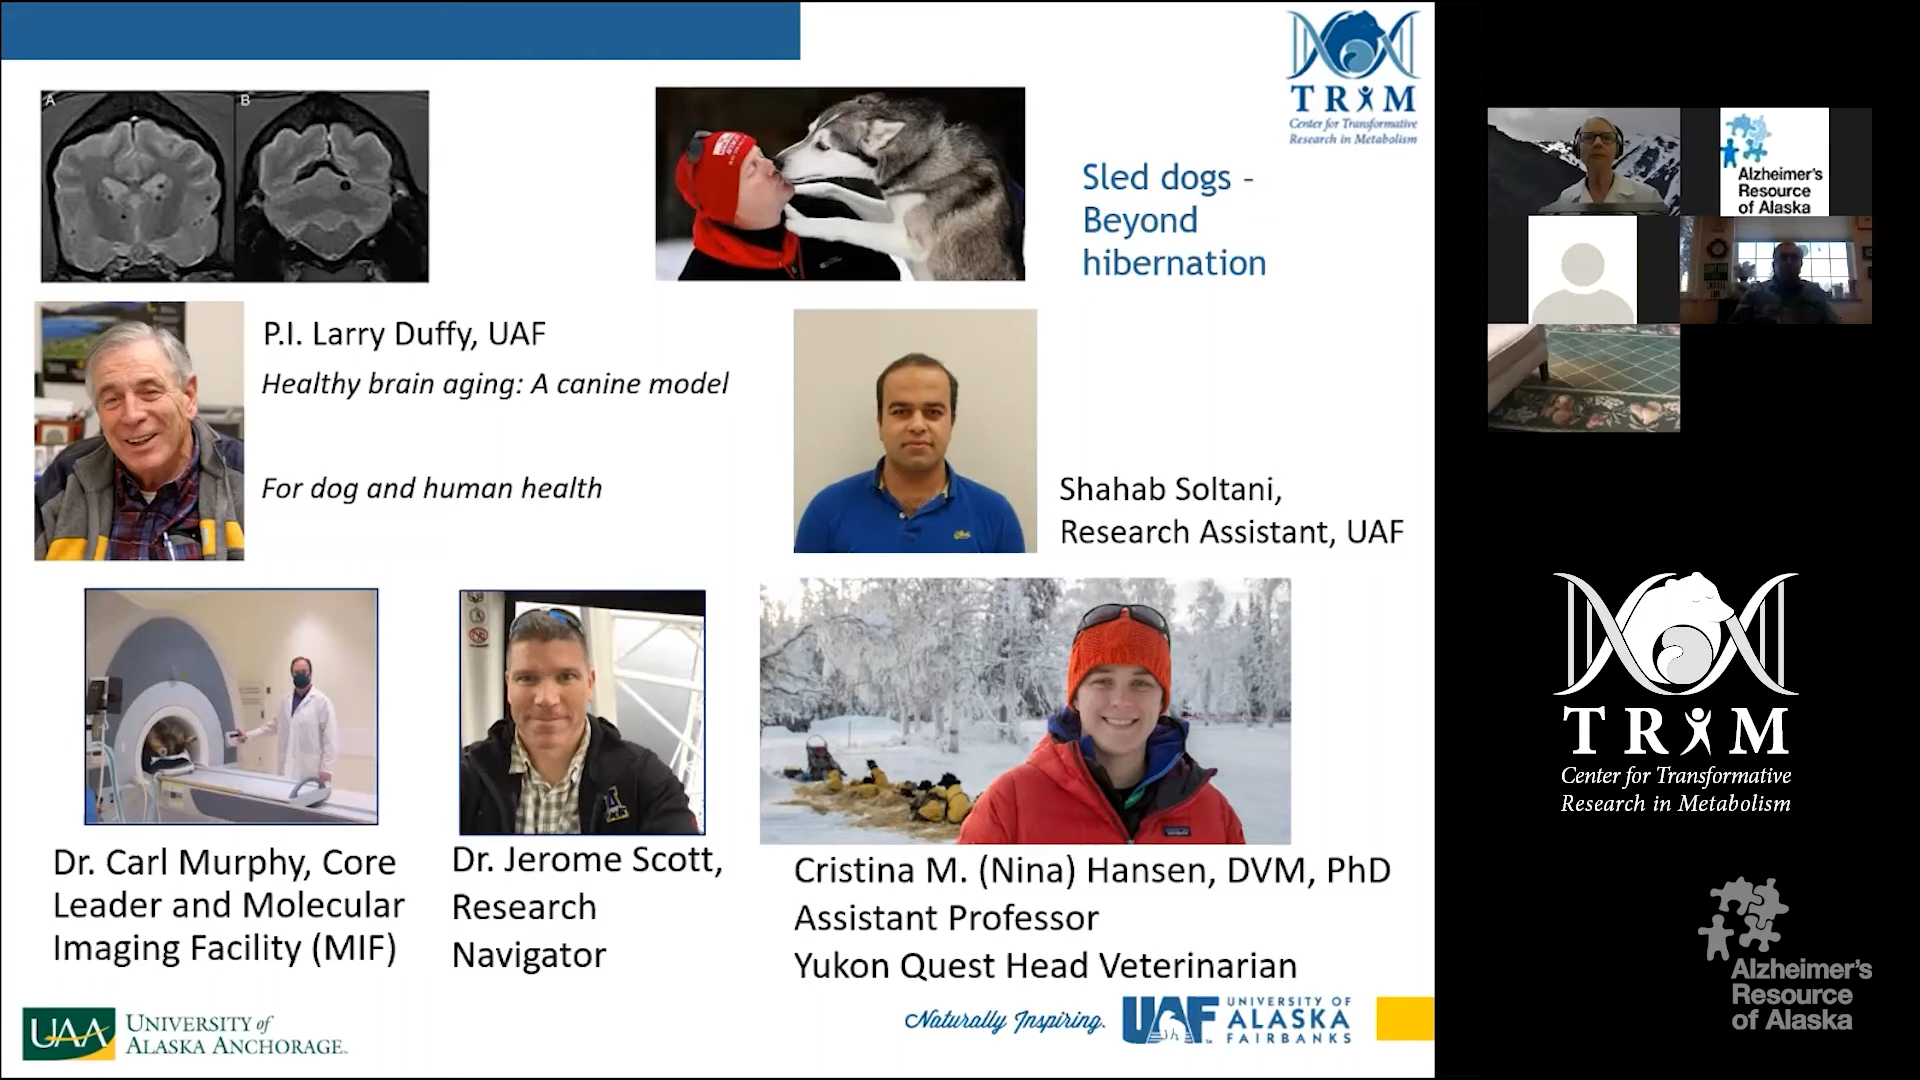 A
B
TRIM
Center for Transformative
Research in Metabolism
Sled dogs -
Beyond
hibernation
P.I. Larry Duffy, UAF
Healthy brain aging: A canine model
For dog and human health
Shahab Soltani,
Research Assistant, UAF
Dr. Carl Murphy, Core
Leader and Molecular
Imaging Facility (MIF)
Dr. Jerome Scott,
Research
Navigator
Cristina M. (Nina) Hansen, DVM, PhD
Assistant Professor
Yukon Quest Head Veterinarian
UAA
UNIVERSITY of
ALASKA ANCHORAGE
Naturally Inspiring.
UAF
UNIVERSITY OF
ALASKA
FAIRBANKS
Alzheimer's
Resource
of Alaska
TRIM
Center for Transformative
Research in Metabolism
Alzheimer's
Resource
of Alaska